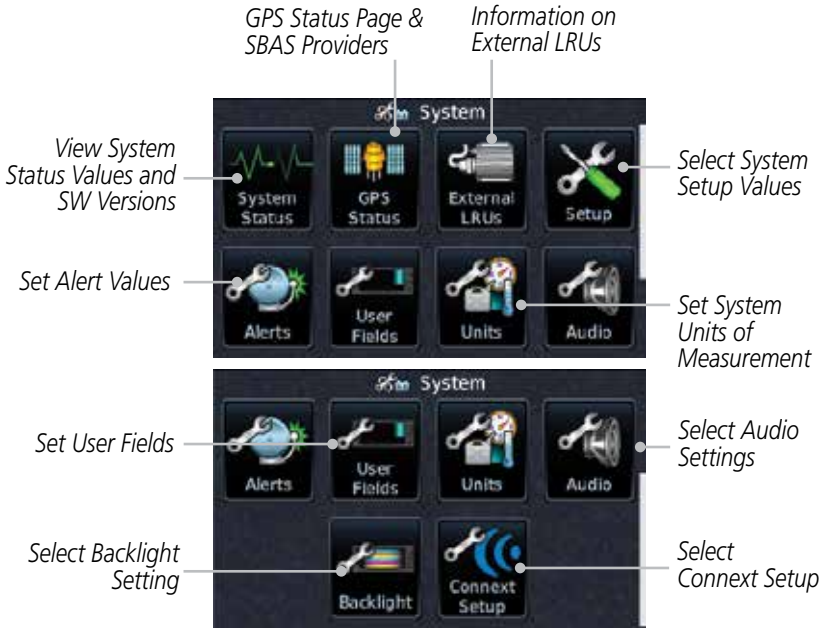 GPS Status Page &
SBAS Providers
Information on
External LRUs
System
View System
Status Values and
SW Versions
System
Status
GPS
Status
External
LRUs
Setup
Select System
Setup Values
Set Alert Values
Alerts
User
Fields
Units
Audio
Set System
Units of
Measurement
System
Set User Fields
Alerts
User
Fields
Units
Audio
Select Audio
Settings
Select Backlight
Setting
Backlight
Connext
Setup
Select
Connext Setup